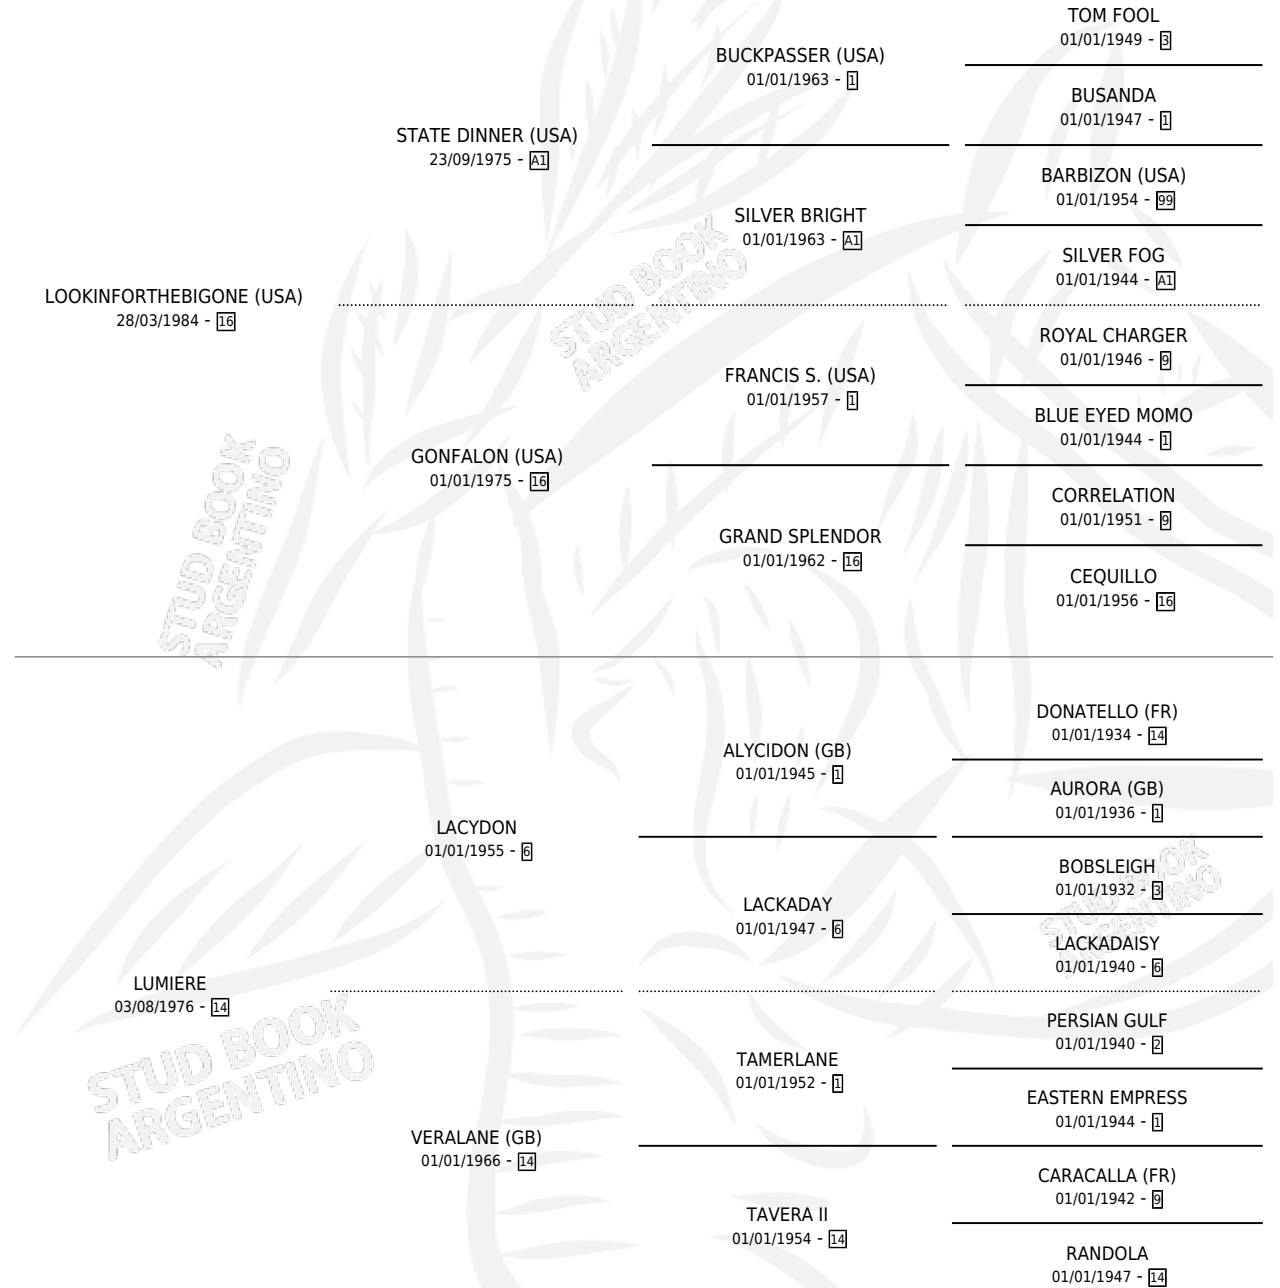 TOM FOOL
01/01/1949 - 3
BUCKPASSER (USA)
01/01/1963 - 1
BUSANDA
01/01/1947 - 1
STATE DINNER (USA)
23/09/1975 - A1
BARBIZON (USA)
01/01/1954 - 99
SILVER BRIGHT
01/01/1963 - A1
SILVER FOG
01/01/1944 - A1
LOOKINFORTHEBIGONE (USA)
28/03/1984 - 16
STUD BOOK
ARGENTINO
ROYAL CHARGER
01/01/1946 - 9
FRANCIS S. (USA)
01/01/1957 - 1
BLUE EYED MOMO
01/01/1944 - 1
GONFALON (USA)
01/01/1975 - 16
CORRELATION
01/01/1951 - 9
GRAND SPLENDOR
01/01/1962 - 16
CEQUILLO
01/01/1956 - 16
STUD BOOK
ARGENTINO
DONATELLO (FR)
01/01/1934 - 14
ALYCIDON (GB)
01/01/1945 - 1
AURORA (GB)
01/01/1936 - 1
LACYDON
01/01/1955 - 6
BOBSLEIGH
01/01/1932 - 3
LACKADAY
01/01/1947 - 6
STUD BOOK
ARGENTINO
LACKADAISY
01/01/1940 - 6
LUMIERE
03/08/1976 - 14
PERSIAN GULF
01/01/1940 - 2
TAMERLANE
01/01/1952 - 1
EASTERN EMPRESS
01/01/1944 - 1
STUD BOOK
ARGENTINO
VERALANE (GB)
01/01/1966 - 14
CARACALLA (FR)
01/01/1942 - 9
TAVERA II
01/01/1954 - 14
RANDOLA
01/01/1947 - 14